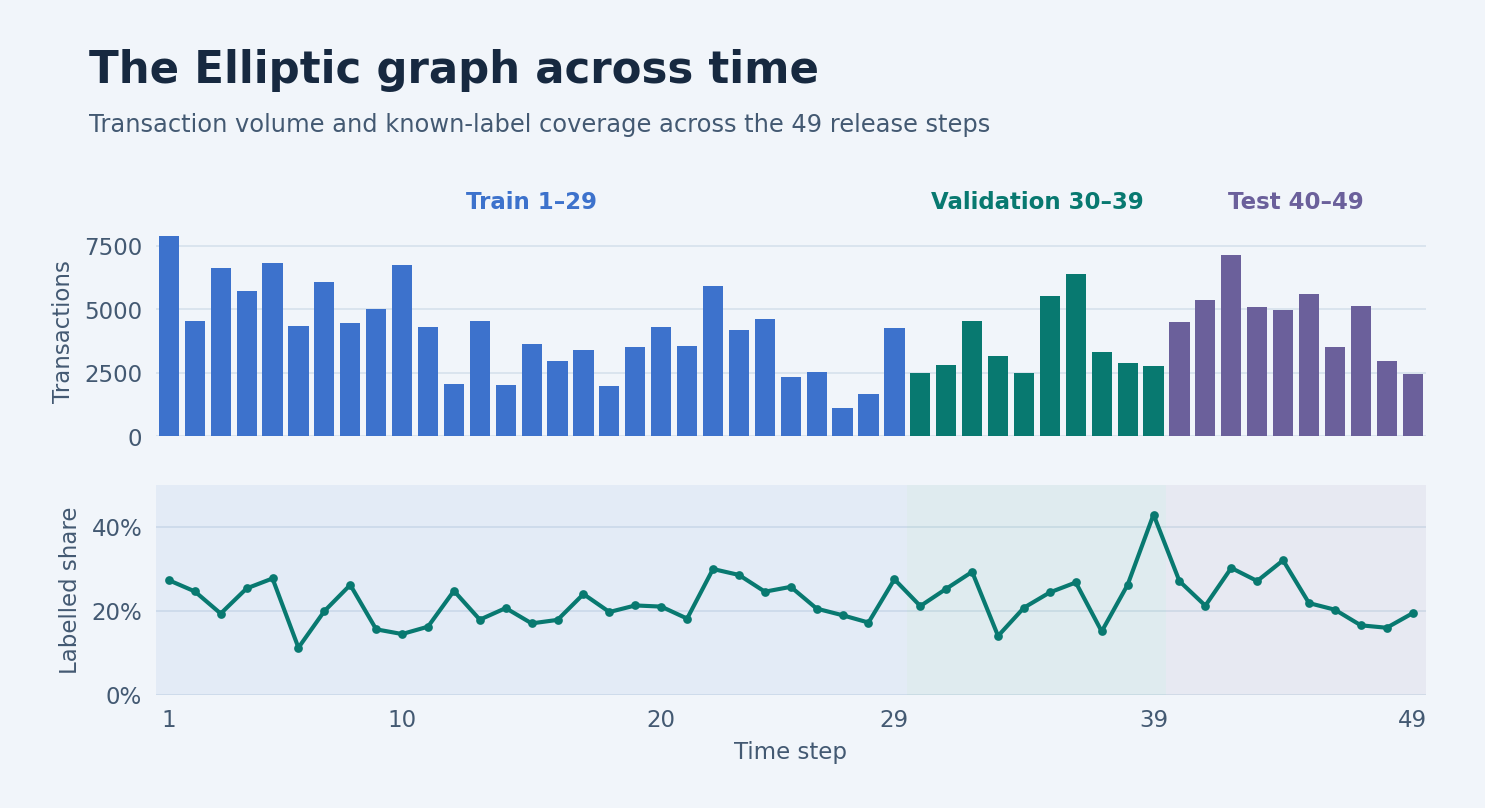 The Elliptic graph across time
Transaction volume and known-label coverage across the 49 release steps
Train 1–29
Validation 30–39
Test 40–49
Transactions
7500
5000
2500
0
Labelled share
40%
20%
0%
1
10
20
29
39
49
Time step